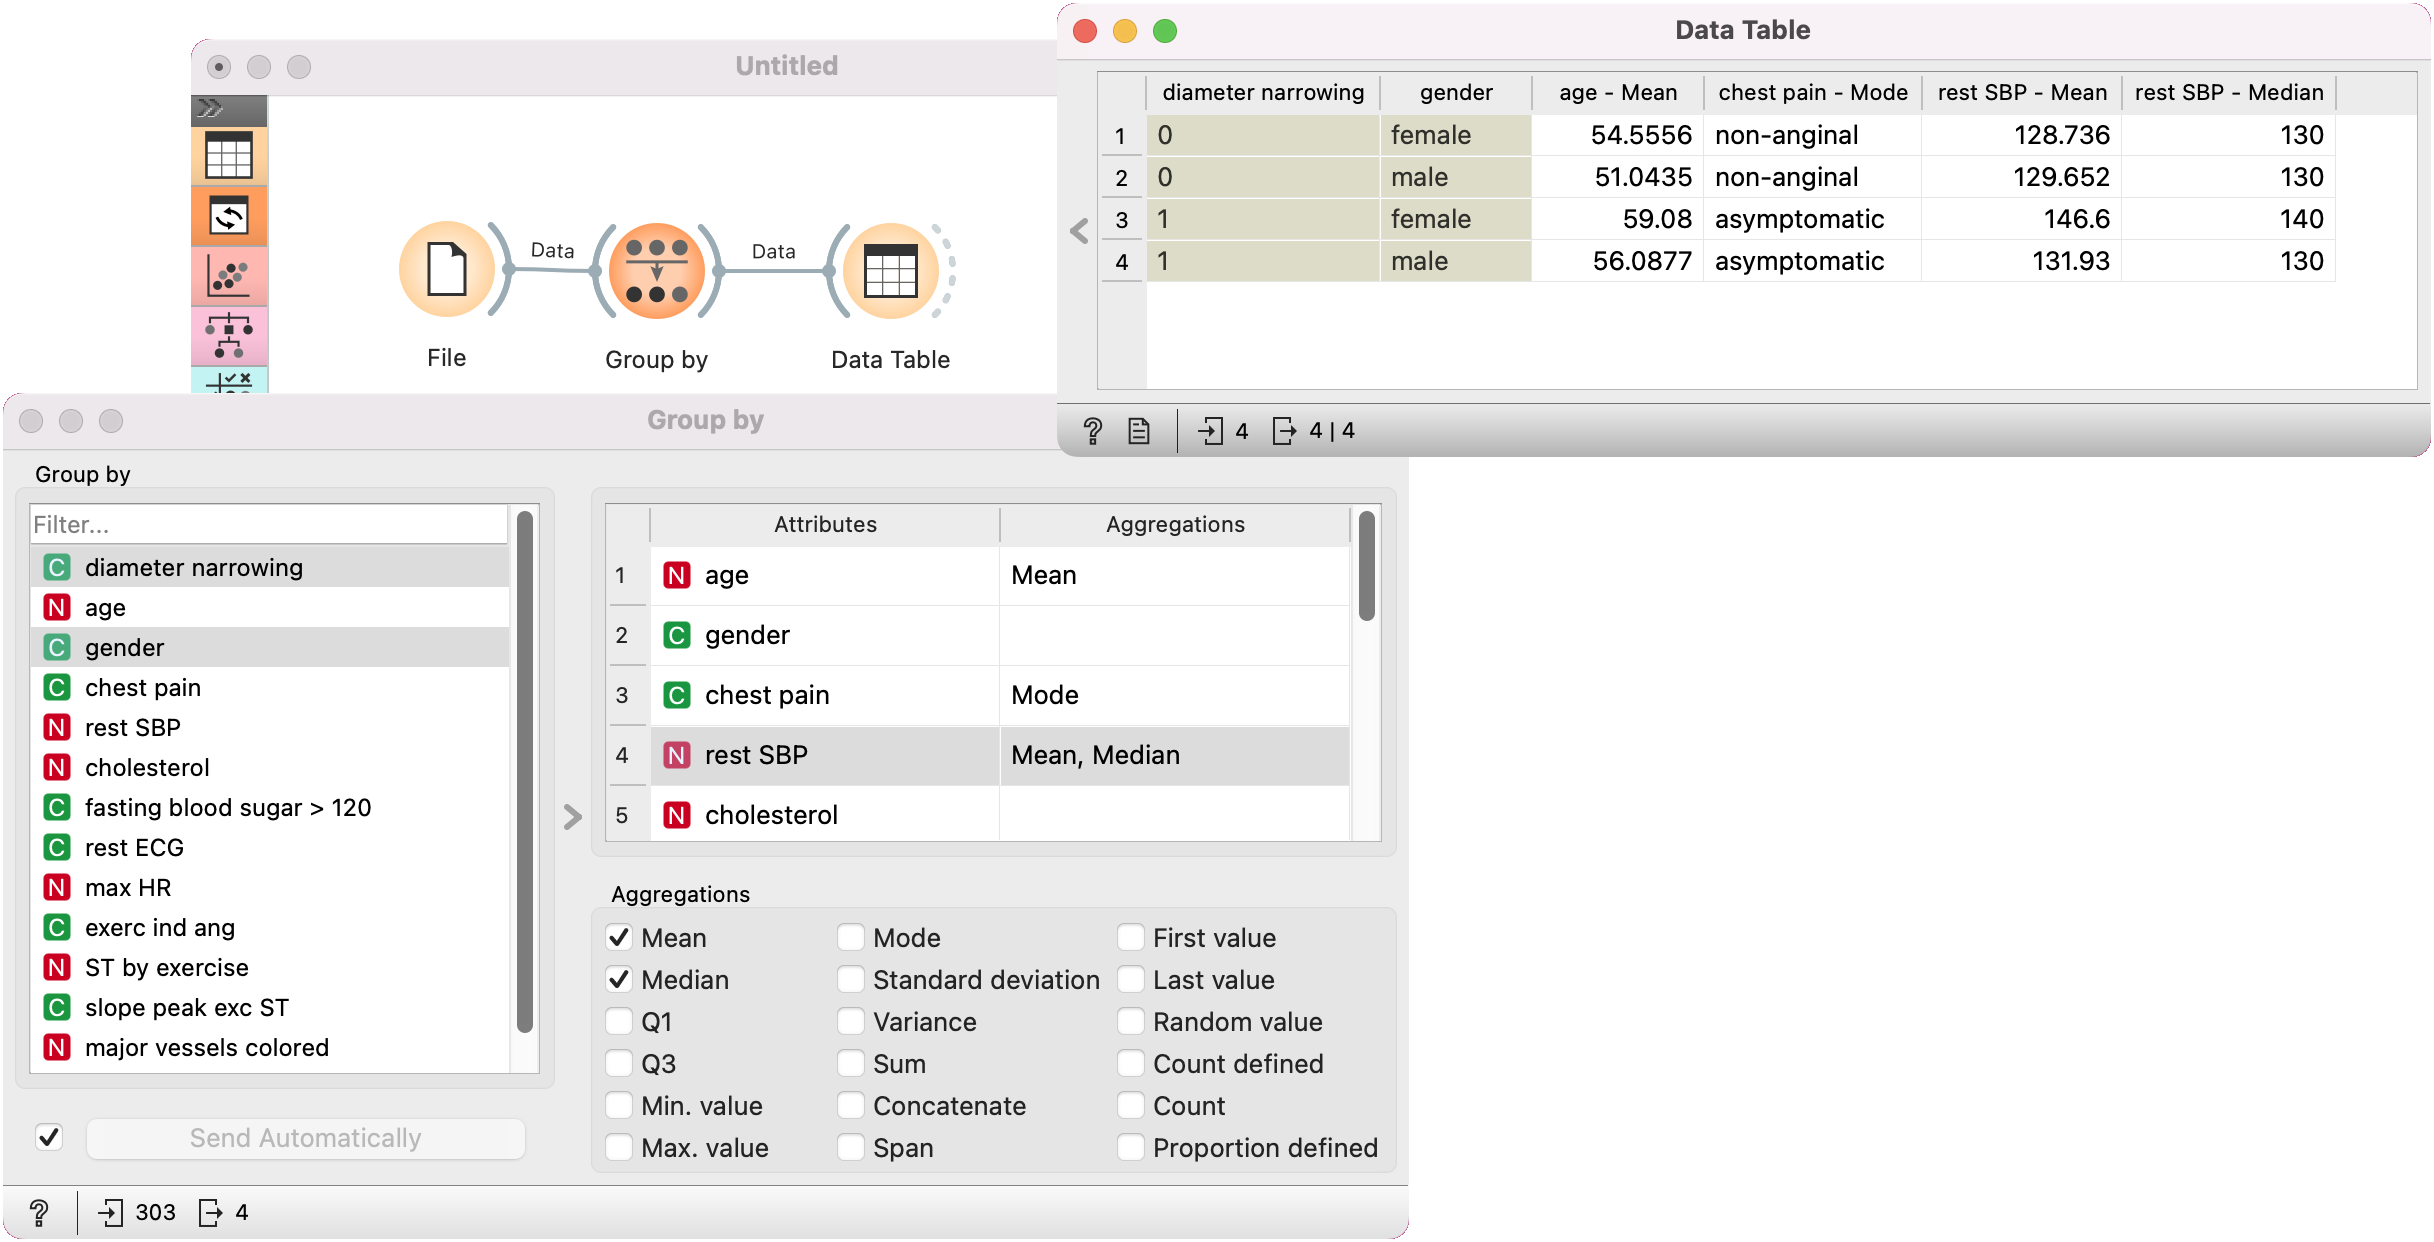 Untitled
Data
Data
File
Group by
Data Table
Data Table
diameter narrowing gender age - Mean chest pain - Mode rest SBP - Mean rest SBP - Median
1 0 female 54.5556 non-anginal 128.736 130
2 0 male 51.0435 non-anginal 129.652 130
3 1 female 59.08 asymptomatic 146.6 140
4 1 male 56.0877 asymptomatic 131.93 130
? 4 4 | 4
Group by
Group by
Filter...
C diameter narrowing
N age
C gender
C chest pain
N rest SBP
N cholesterol
C fasting blood sugar > 120
C rest ECG
N max HR
C exerc ind ang
N ST by exercise
C slope peak exc ST
N major vessels colored
Send Automatically
Attributes Aggregations
1 N age Mean
2 C gender
3 C chest pain Mode
4 N rest SBP Mean, Median
5 N cholesterol
Aggregations
Mean Mode First value
Median Standard deviation Last value
Q1 Variance Random value
Q3 Sum Count defined
Min. value Concatenate Count
Max. value Span Proportion defined
? 303 4